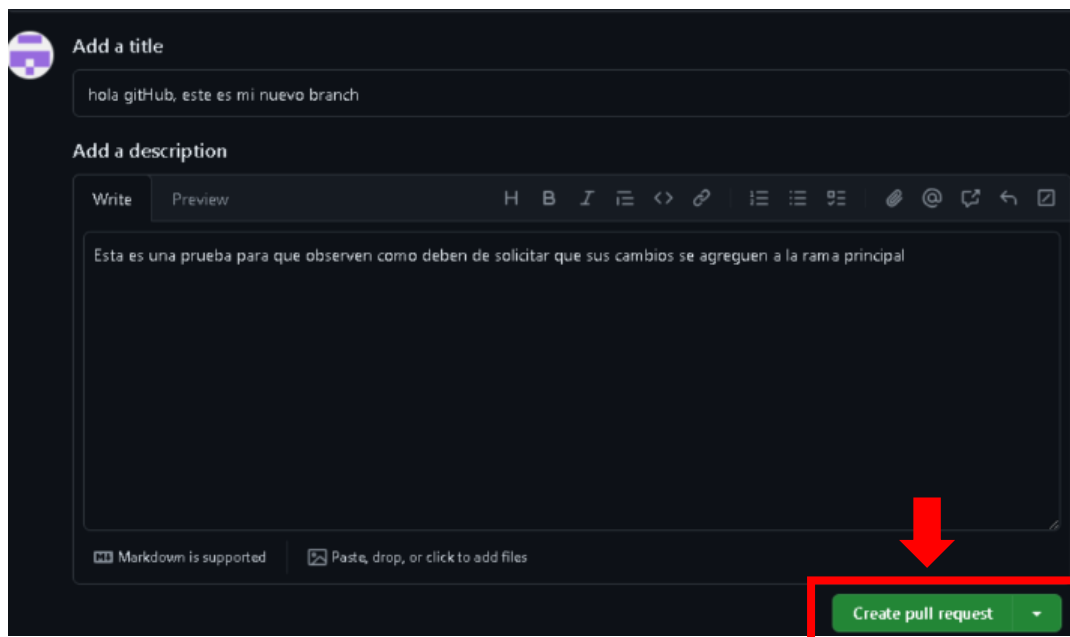 Add a title
hola gitHub, este es mi nuevo branch
Add a description
Write Preview H B I <> @
Esta es una prueba para que observen como deben de solicitar que sus cambios se agreguen a la rama principal
Markdown is supported Paste, drop, or click to add files
Create pull request